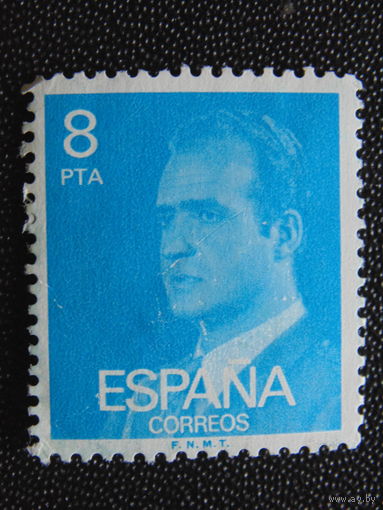 8
PTA
ESPAÑA
CORREOS
F. N. M. T.
www.ay.by